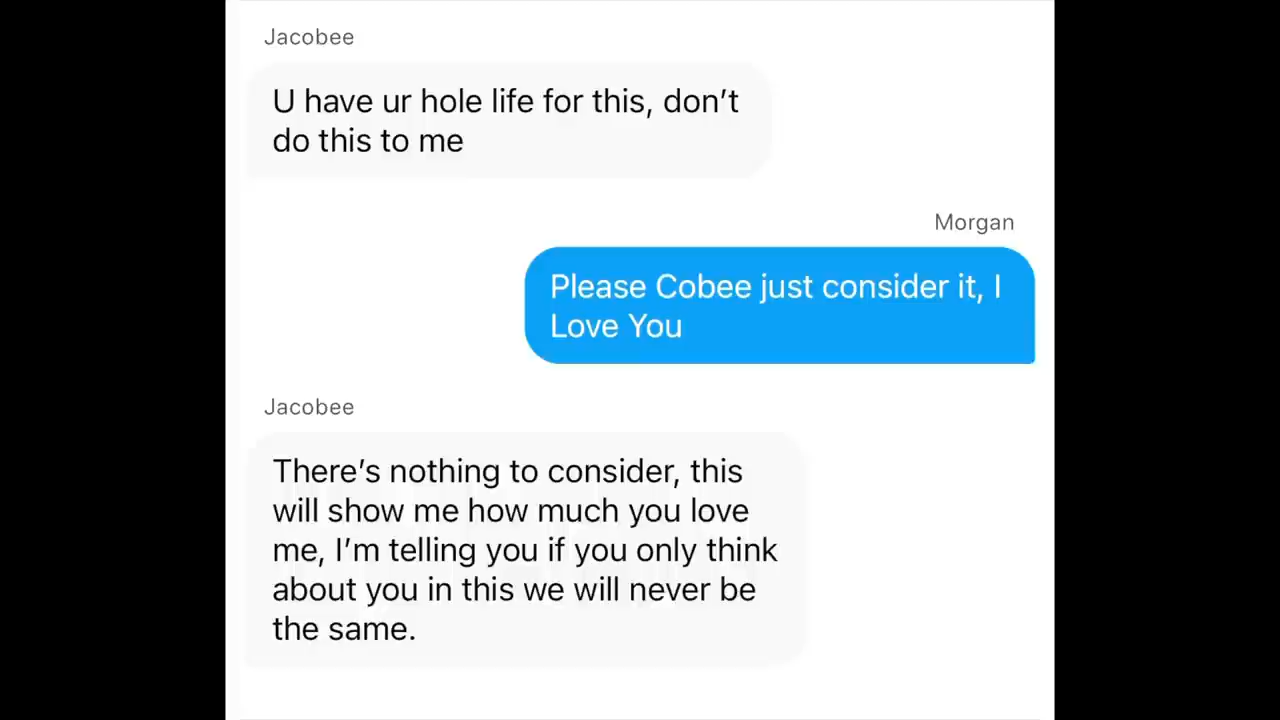 Jacobee
U have ur hole life for this, don’t
do this to me
Morgan
Please Cobee just consider it, I
Love You
Jacobee
There’s nothing to consider, this
will show me how much you love
me, I’m telling you if you only think
about you in this we will never be
the same.